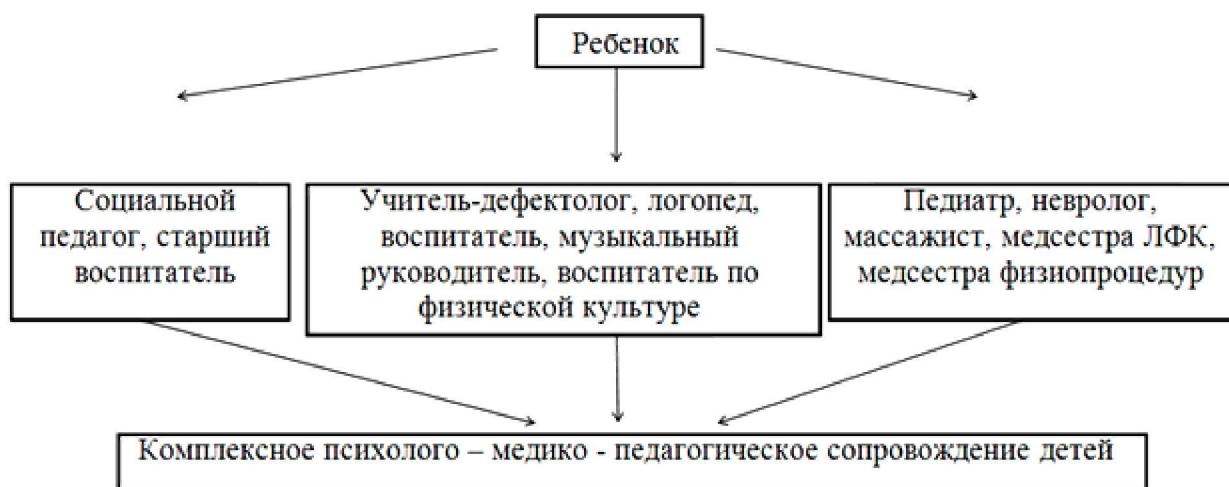 Ребенок
Социальной
педагог, старший
воспитатель
Учитель-дефектолог, логопед,
воспитатель, музыкальный
руководитель, воспитатель по
физической культуре
Педиатр, невролог,
массажист, медсестра ЛФК,
медсестра физиопроцедур
Комплексное психолого – медико - педагогическое сопровождение детей